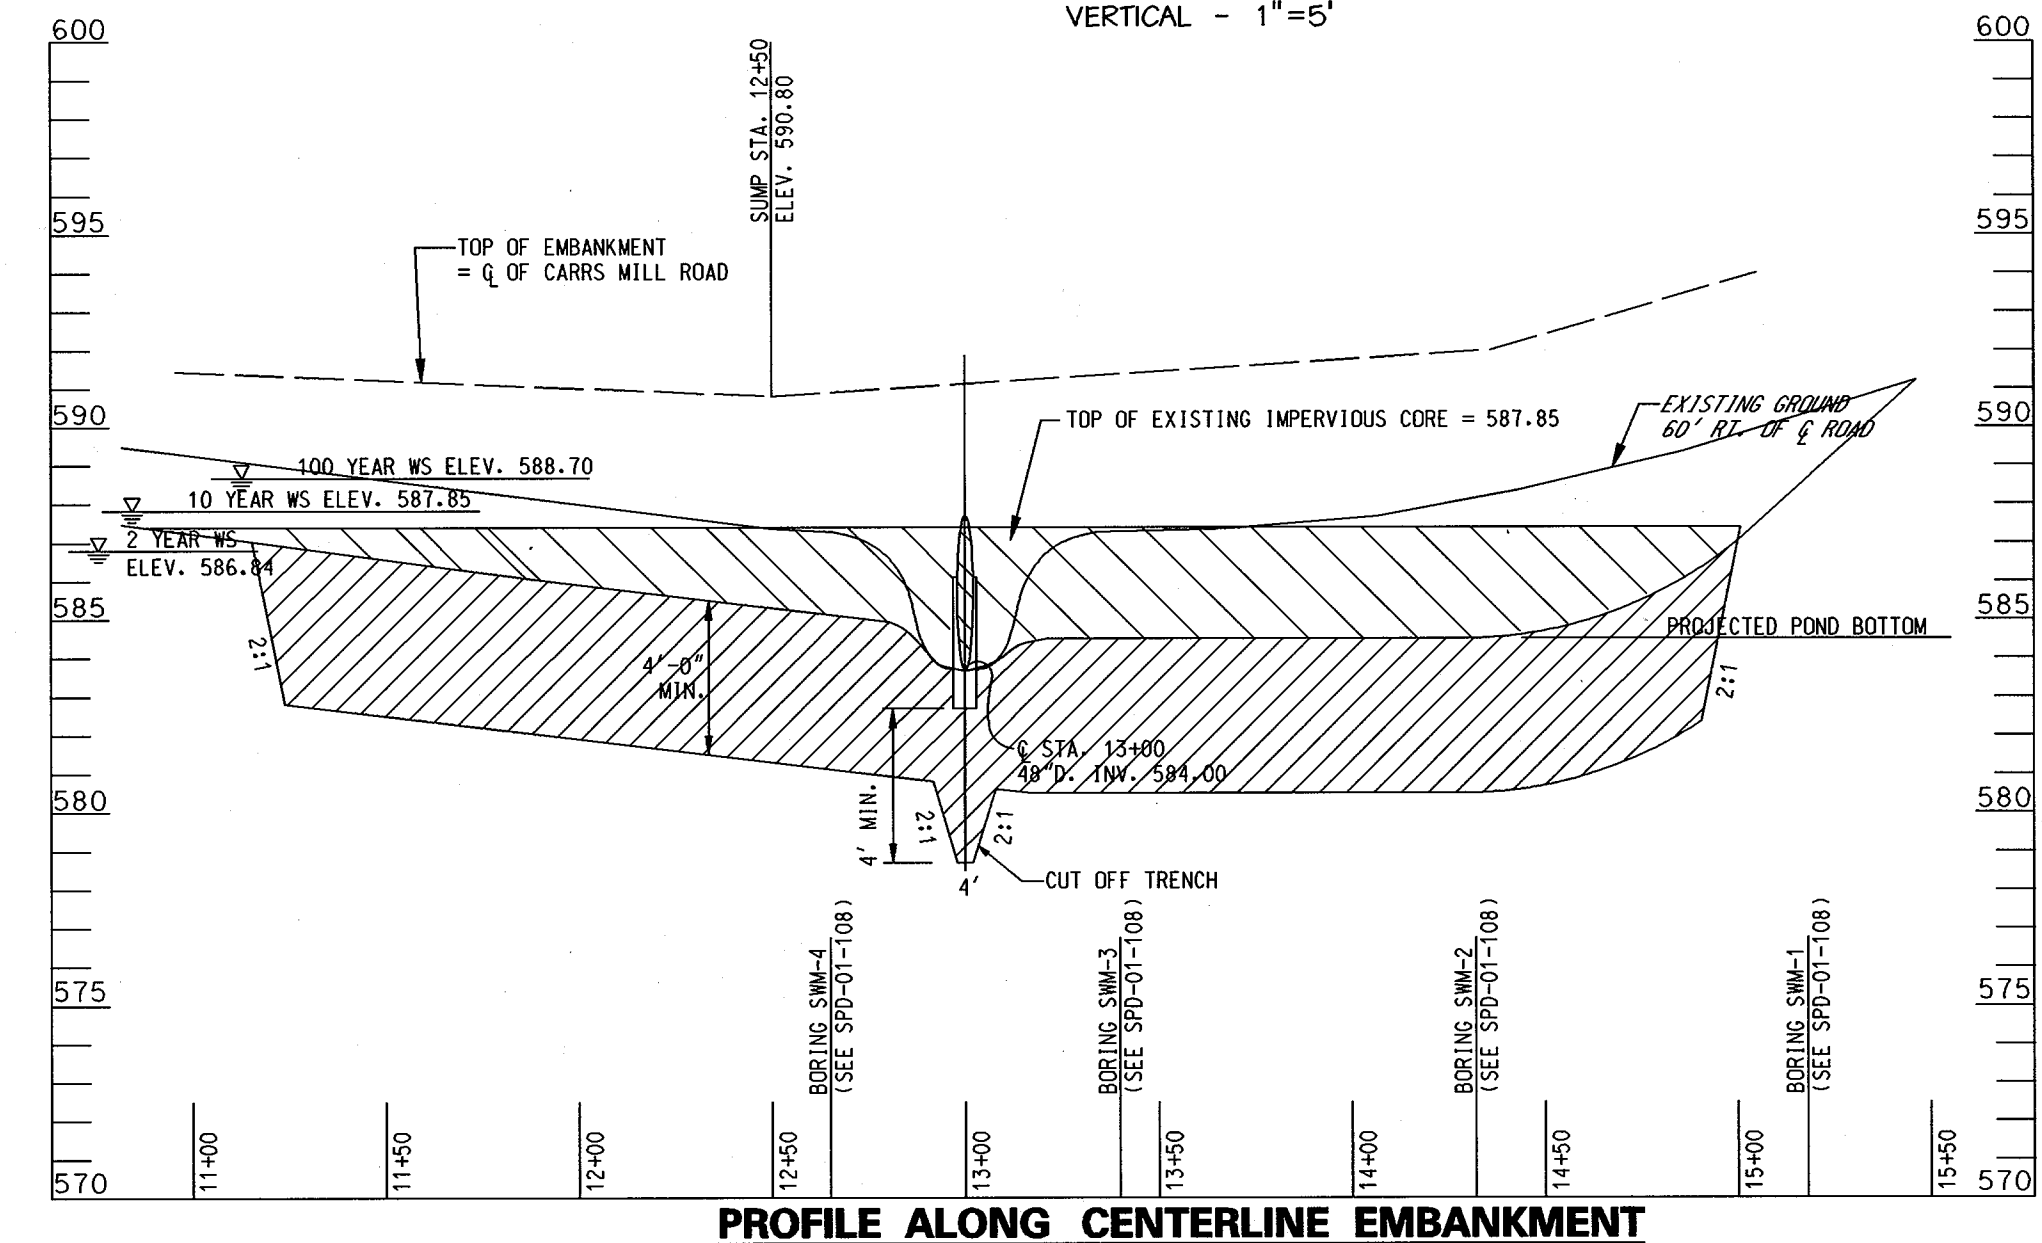 VERTICAL - 1"=5'
600
600
SUMP STA. 12+50
ELEV. 590.80
595
595
TOP OF EMBANKMENT
= ℄ OF CARRS MILL ROAD
590
590
TOP OF EXISTING IMPERVIOUS CORE = 587.85
EXISTING GROUND
60' RT. OF ℄ ROAD
100 YEAR WS ELEV. 588.70
10 YEAR WS ELEV. 587.85
2 YEAR WS
ELEV. 586.84
585
585
PROJECTED POND BOTTOM
2:1
4'-0"
MIN.
2:1
℄ STA. 13+00
48"D. INV. 584.00
580
580
4' MIN.
2:1
2:1
4'
CUT OFF TRENCH
575
575
BORING SWM-4
(SEE SPD-01-108)
BORING SWM-3
(SEE SPD-01-108)
BORING SWM-2
(SEE SPD-01-108)
BORING SWM-1
(SEE SPD-01-108)
570
11+00
11+50
12+00
12+50
13+00
13+50
14+00
14+50
15+00
15+50
570
PROFILE ALONG CENTERLINE EMBANKMENT